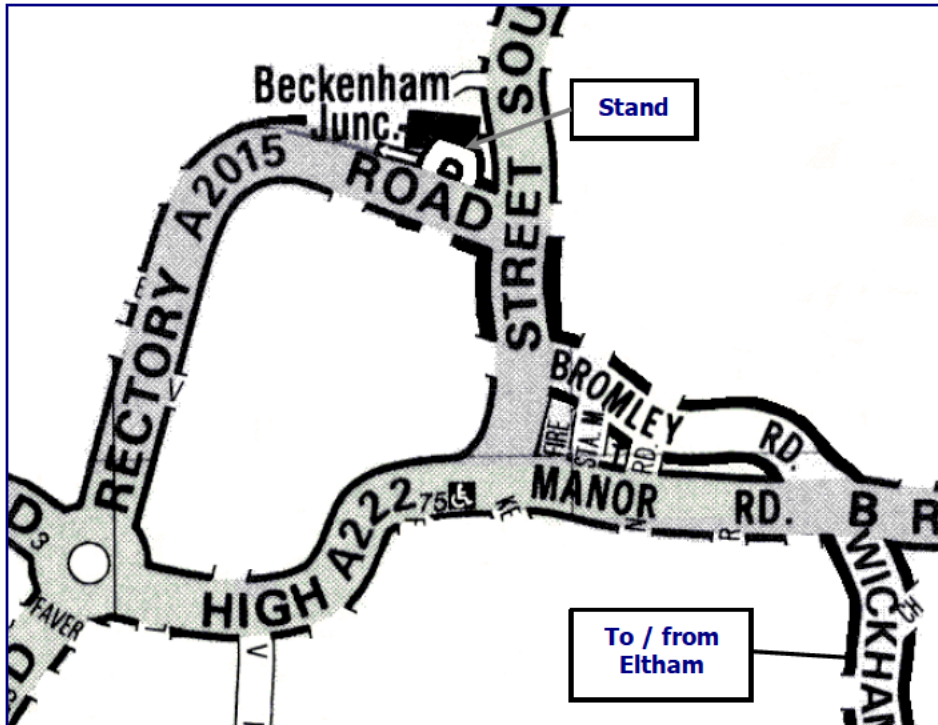 SOU
Beckenham
Junc.
Stand
STREET
ROAD
RECTORY A2015
BROMLEY
RD.
FIRE
STA.
RD.
MANOR RD.
B R
HIGH A222
75
D3
FAVER
D
V
WICKHAM
To / from
Eltham